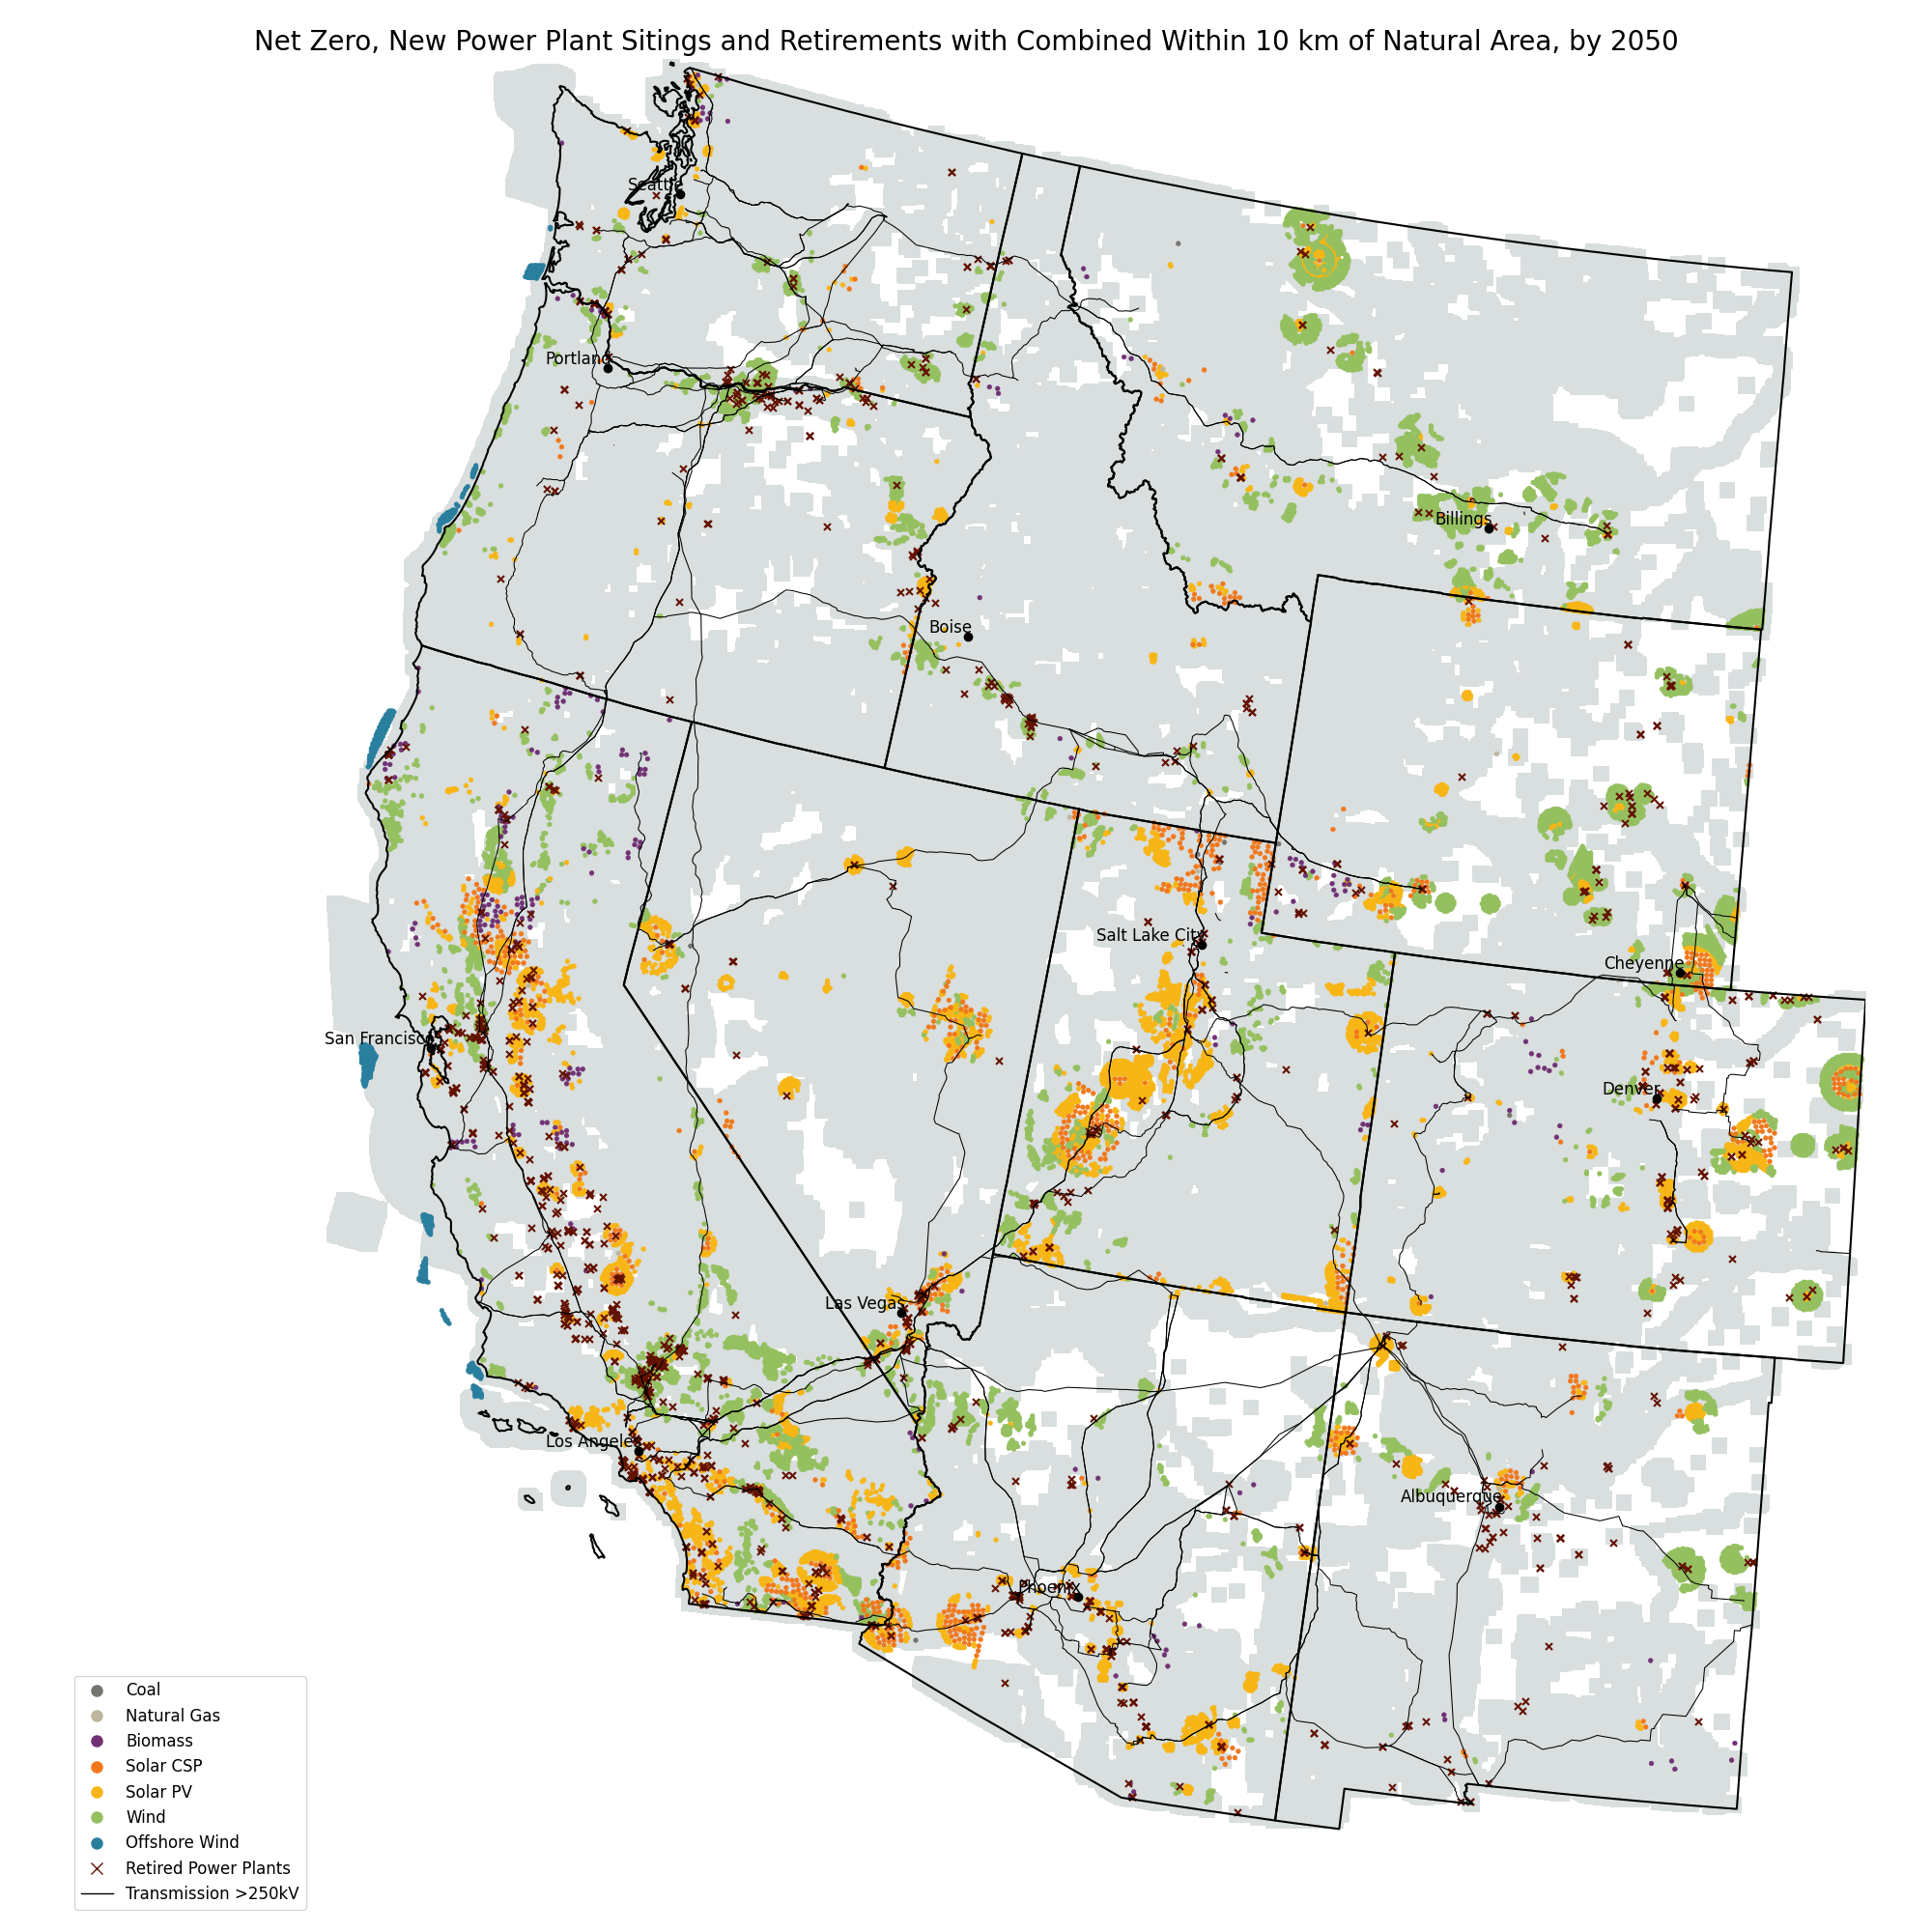 Net Zero, New Power Plant Sitings and Retirements with Combined Within 10 km of Natural Area, by 2050
Seattle
Portland
Billings
Boise
Salt Lake City
Cheyenne
San Francisco
Denver
Las Vegas
Los Angeles
Albuquerque
Phoenix
Coal
Natural Gas
Biomass
Solar CSP
Solar PV
Wind
Offshore Wind
Retired Power Plants
Transmission >250kV